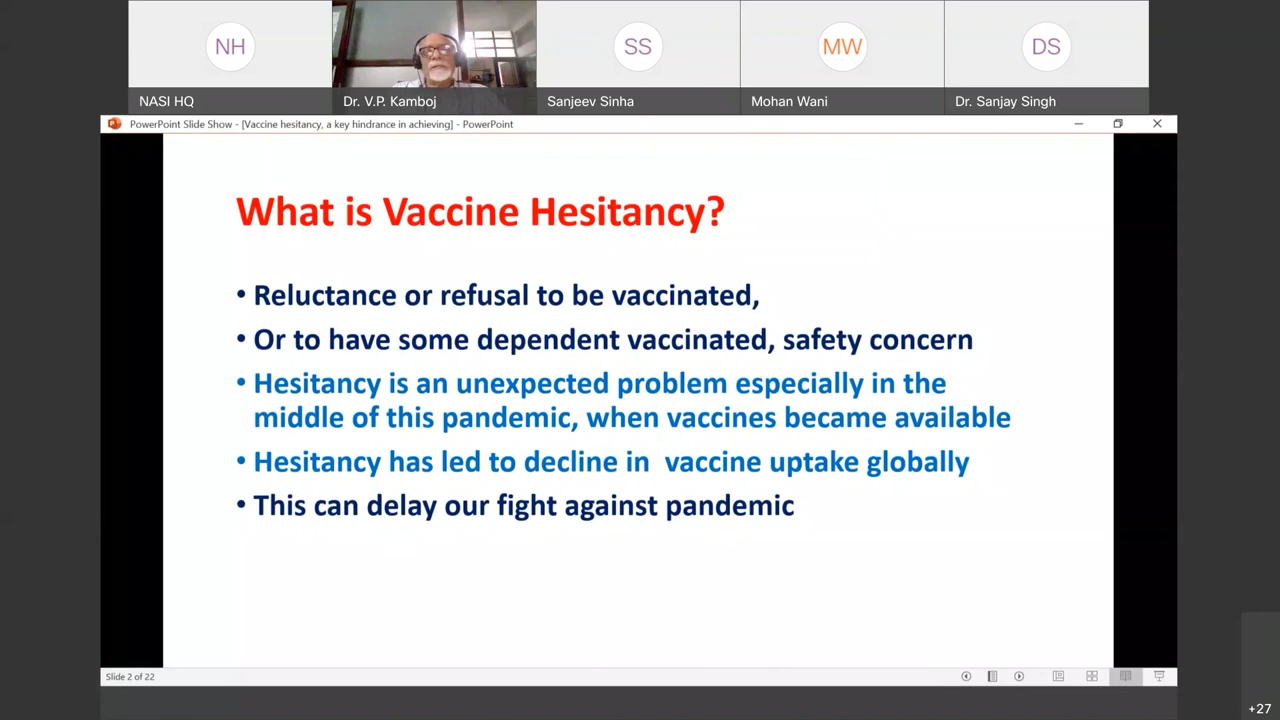 NH
SS
MW
DS
NASI HQ
Dr. V.P. Kamboj
Sanjeev Sinha
Mohan Wani
Dr. Sanjay Singh
PowerPoint Slide Show - [Vaccine hesitancy, a key hindrance in achieving] - PowerPoint
What is Vaccine Hesitancy?
• Reluctance or refusal to be vaccinated,
• Or to have some dependent vaccinated, safety concern
• Hesitancy is an unexpected problem especially in the
middle of this pandemic, when vaccines became available
• Hesitancy has led to decline in vaccine uptake globally
• This can delay our fight against pandemic
Slide 2 of 22
+27